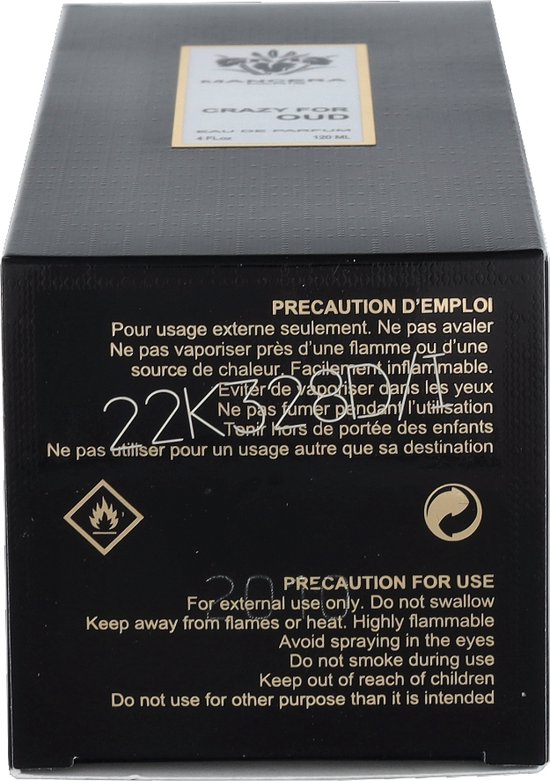 MANCERA
PARIS
CRAZY FOR
OUD
EAU DE PARFUM
4 FL.oz 120 ML
PRECAUTION D'EMPLOI
Pour usage externe seulement. Ne pas avaler
Ne pas vaporiser près d'une flamme ou d'une
source de chaleur. Facilement inflammable.
Eviter de vaporiser dans les yeux
Ne pas fumer pendant l'utilisation
Tenir hors de portée des enfants
Ne pas utiliser pour un usage autre que sa destination
22K328D/I
2010
PRECAUTION FOR USE
For external use only. Do not swallow
Keep away from flames or heat. Highly flammable
Avoid spraying in the eyes
Do not smoke during use
Keep out of reach of children
Do not use for other purpose than it is intended